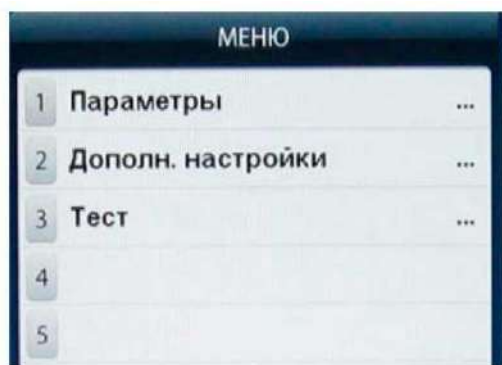 МЕНЮ
1 Параметры ...
2 Дополн. настройки ...
3 Тест ...
4
5